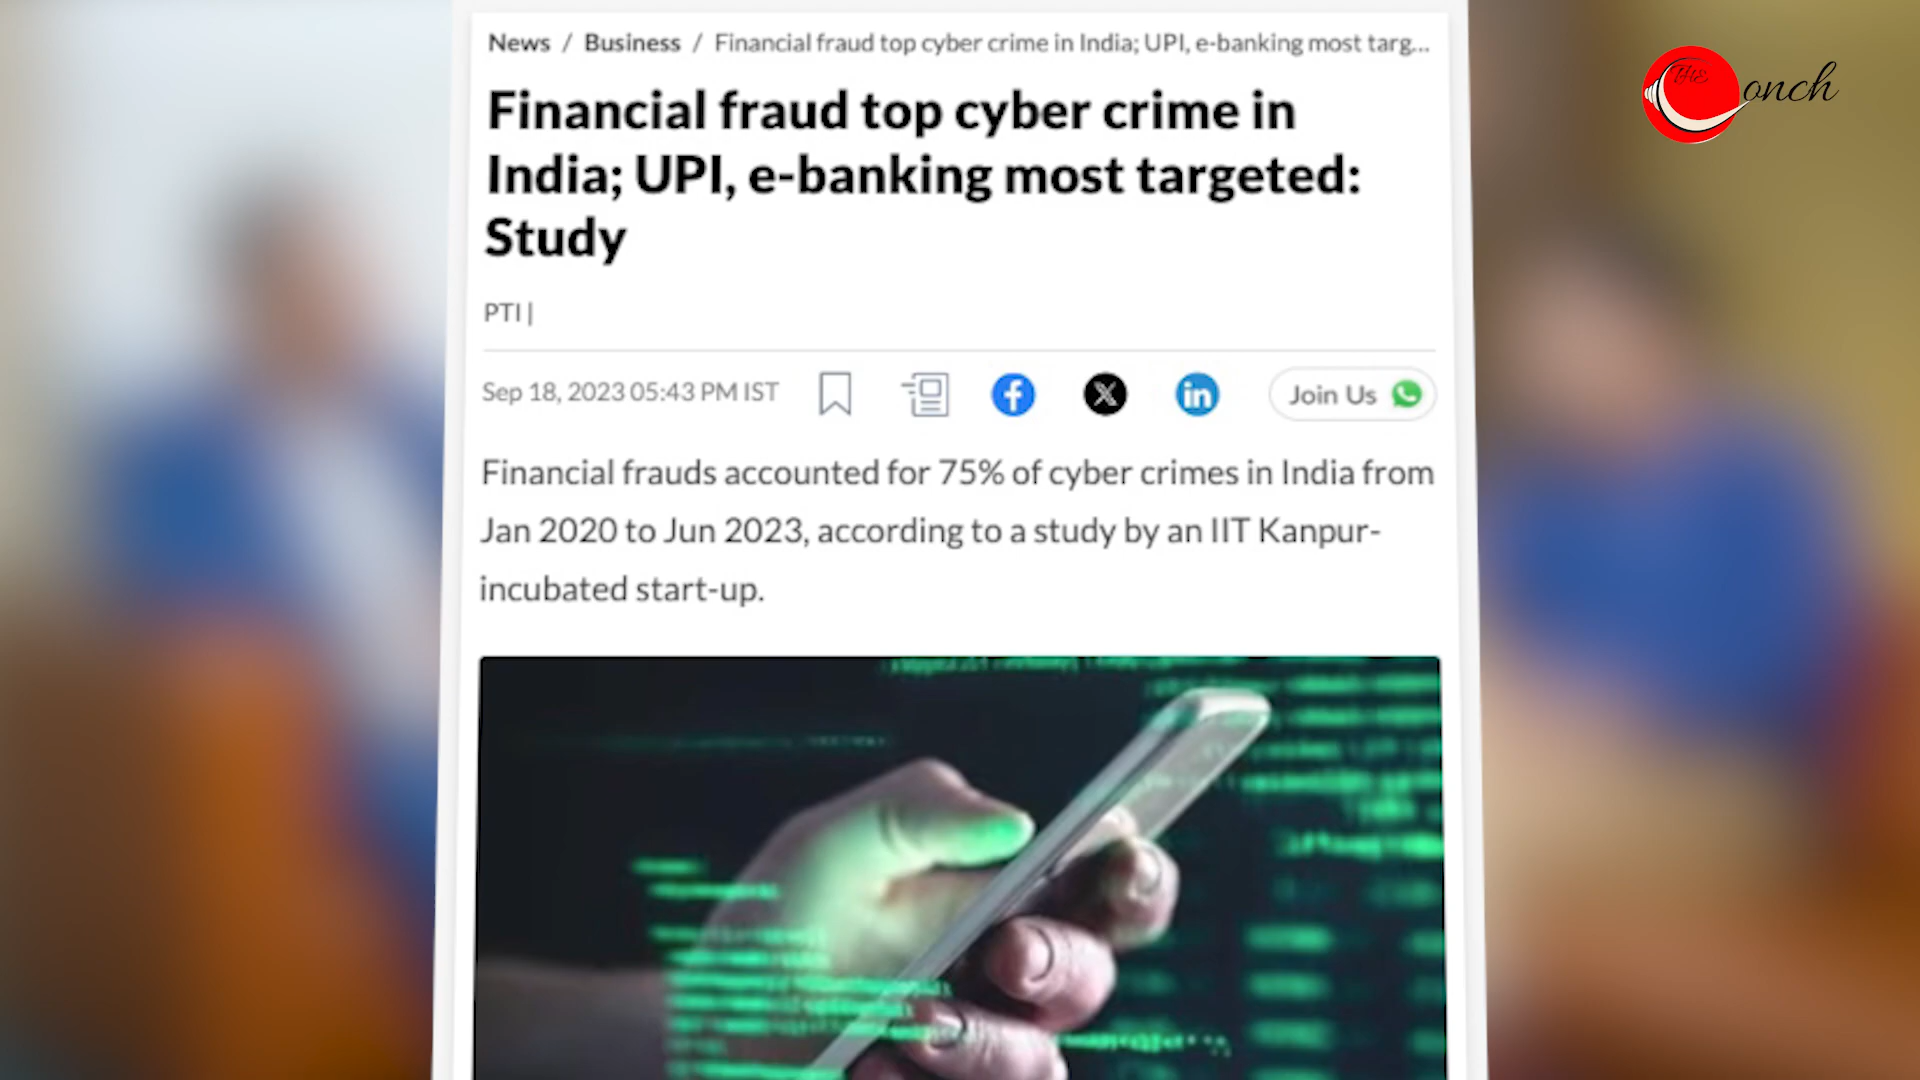 News / Business / Financial fraud top cyber crime in India; UPI, e-banking most targ...
THE Conch
Financial fraud top cyber crime in
India; UPI, e-banking most targeted:
Study
PTI |
Sep 18, 2023 05:43 PM IST
Join Us
Financial frauds accounted for 75% of cyber crimes in India from
Jan 2020 to Jun 2023, according to a study by an IIT Kanpur-
incubated start-up.